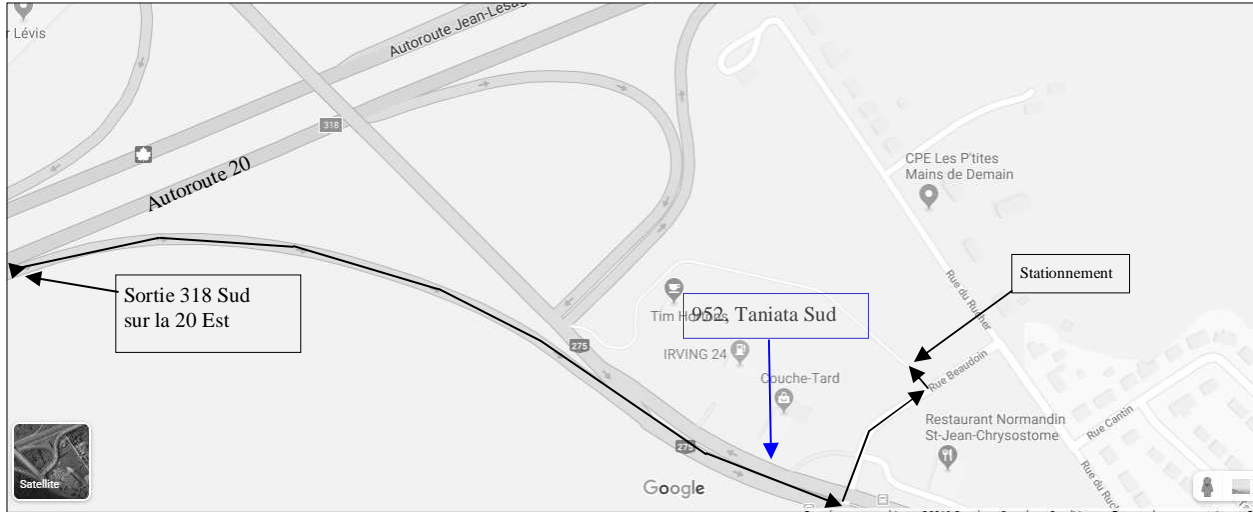 r Lévis
Autoroute Jean-Lesag
318
Autoroute 20
CPE Les P'tites
Mains de Demain
Rue du Rucher
Stationnement
Sortie 318 Sud
sur la 20 Est
Tim Hortons
952, Taniata Sud
275
IRVING 24
Couche-Tard
Rue Beaudoin
Restaurant Normandin
St-Jean-Chrysostome
Rue Cantin
275
Rue du Ruch
Satellite
Google